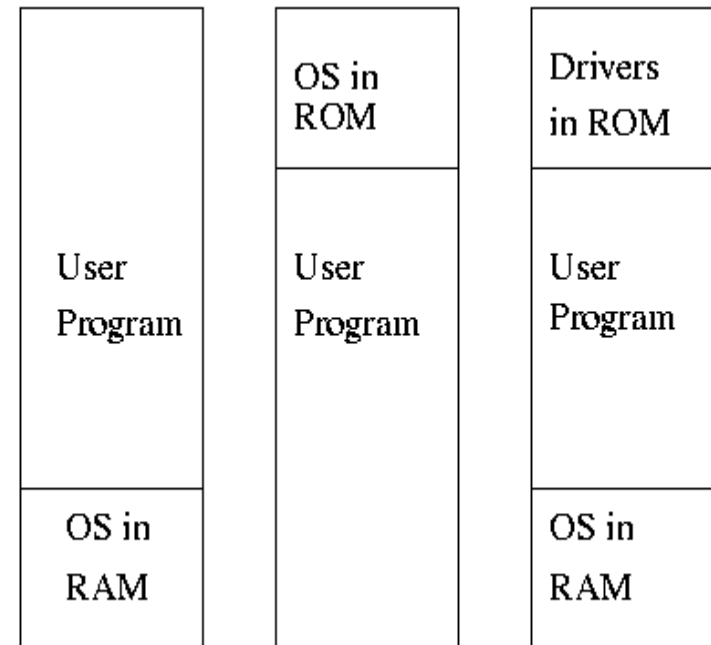 User
Program
OS in
RAM
OS in
ROM
User
Program
Drivers
in ROM
User
Program
OS in
RAM